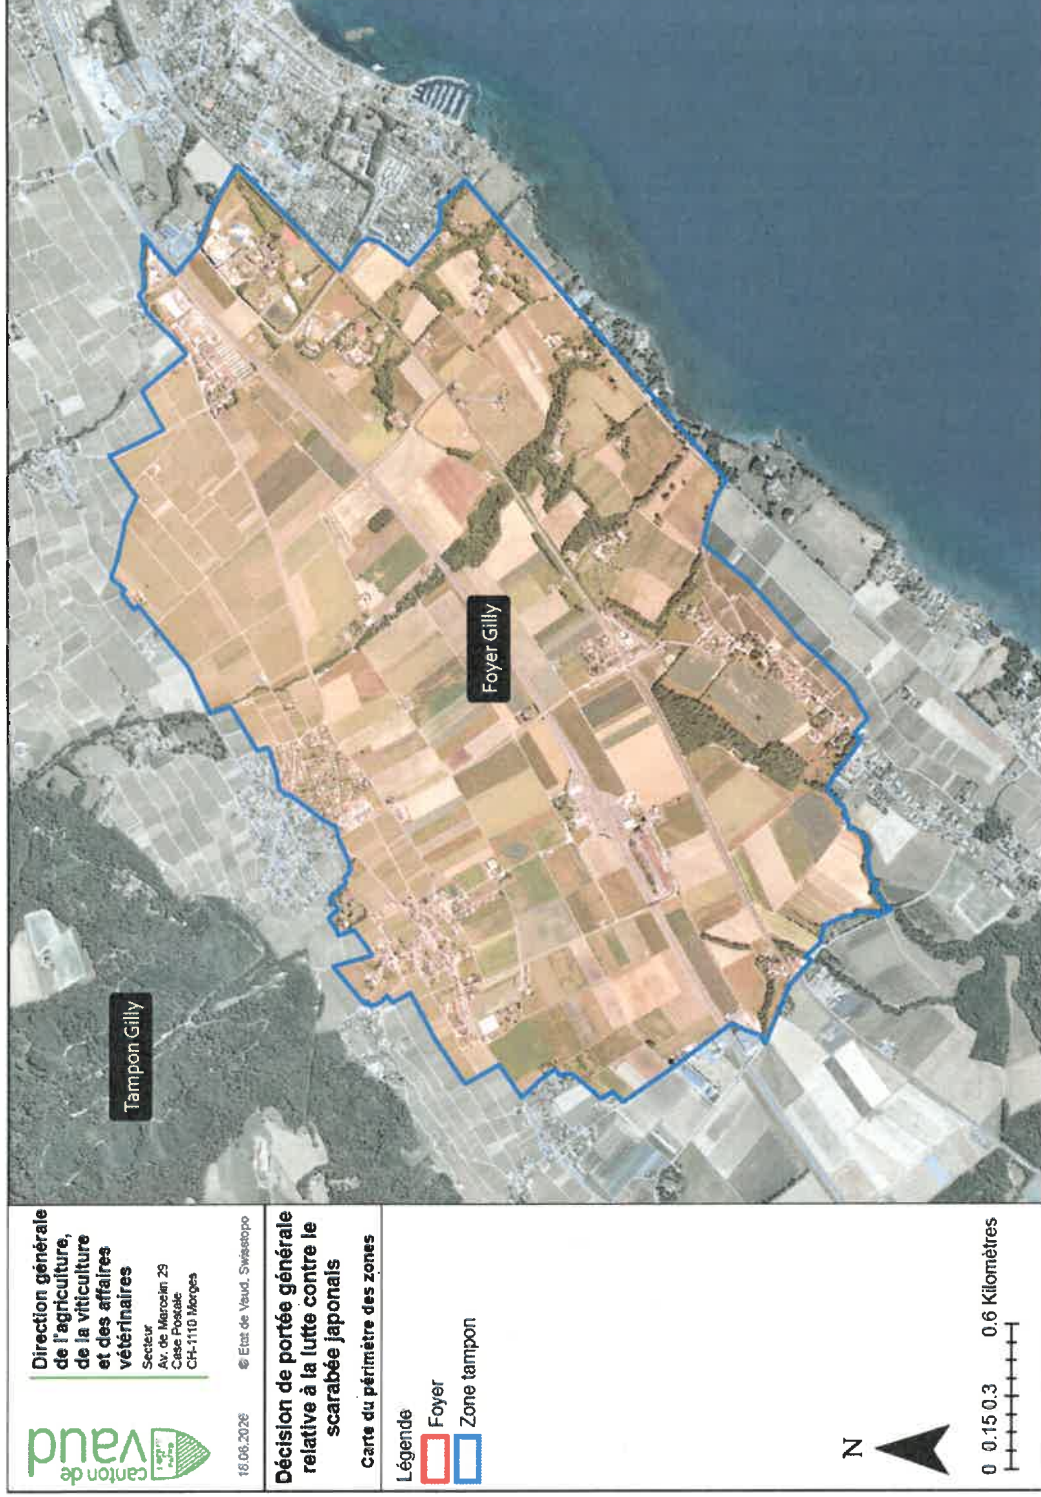 canton de
vaud
Direction générale
de l'agriculture,
de la viticulture
et des affaires
vétérinaires
Secteur
Av. de Marcelin 29
Case Postale
CH-1110 Morges
18.06.2026
© Etat de Vaud, Swisstopo
Décision de portée générale
relative à la lutte contre le
scarabée japonais
Carte du périmètre des zones
Légende
Foyer
Zone tampon
N
0 0.15 0.3 0.6 Kilomètres
Tampon Gilly
Foyer Gilly